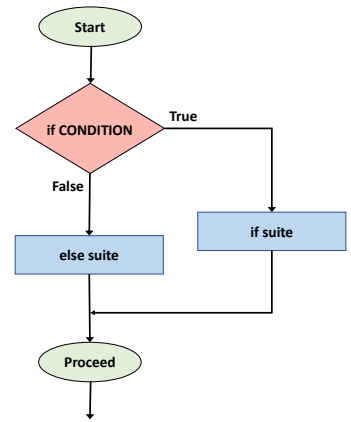 Start
if CONDITION
True
False
if suite
else suite
Proceed